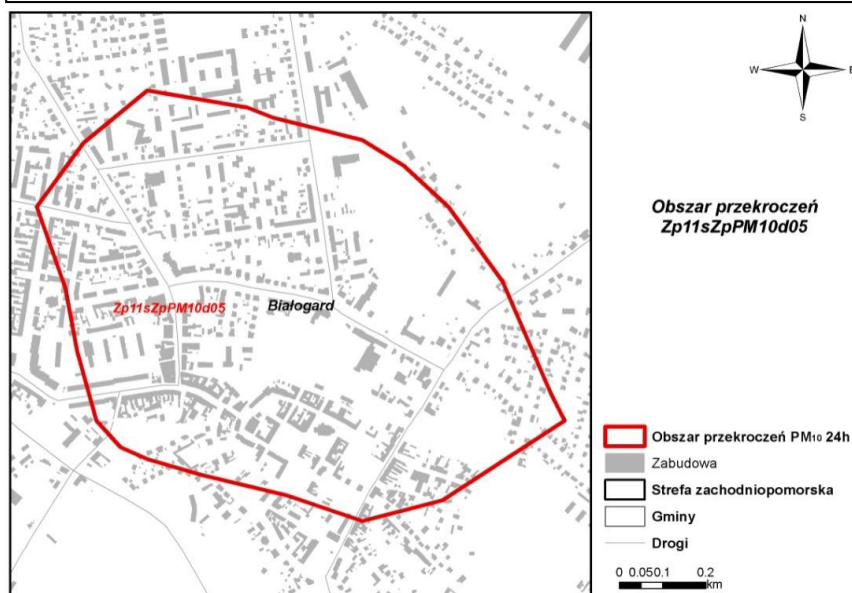 N
W E
S
Obszar przekroczeń
Zp11sZpPM10d05
Zp11sZpPM10d05 Białogard
Obszar przekroczeń PM10 24h
Zabudowa
Strefa zachodniopomorska
Gminy
Drogi
0 0.050.1 0.2
km